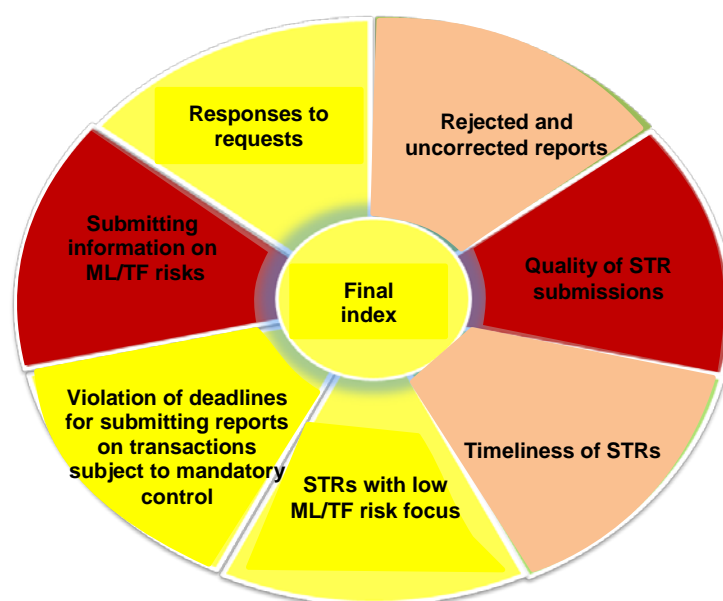 Responses to
requests
Rejected and
uncorrected reports
Submitting
information on
ML/TF risks
Quality of STR
submissions
Final
index
Violation of deadlines
for submitting reports
on transactions
subject to mandatory
control
Timeliness of STRs
STRs with low
ML/TF risk focus